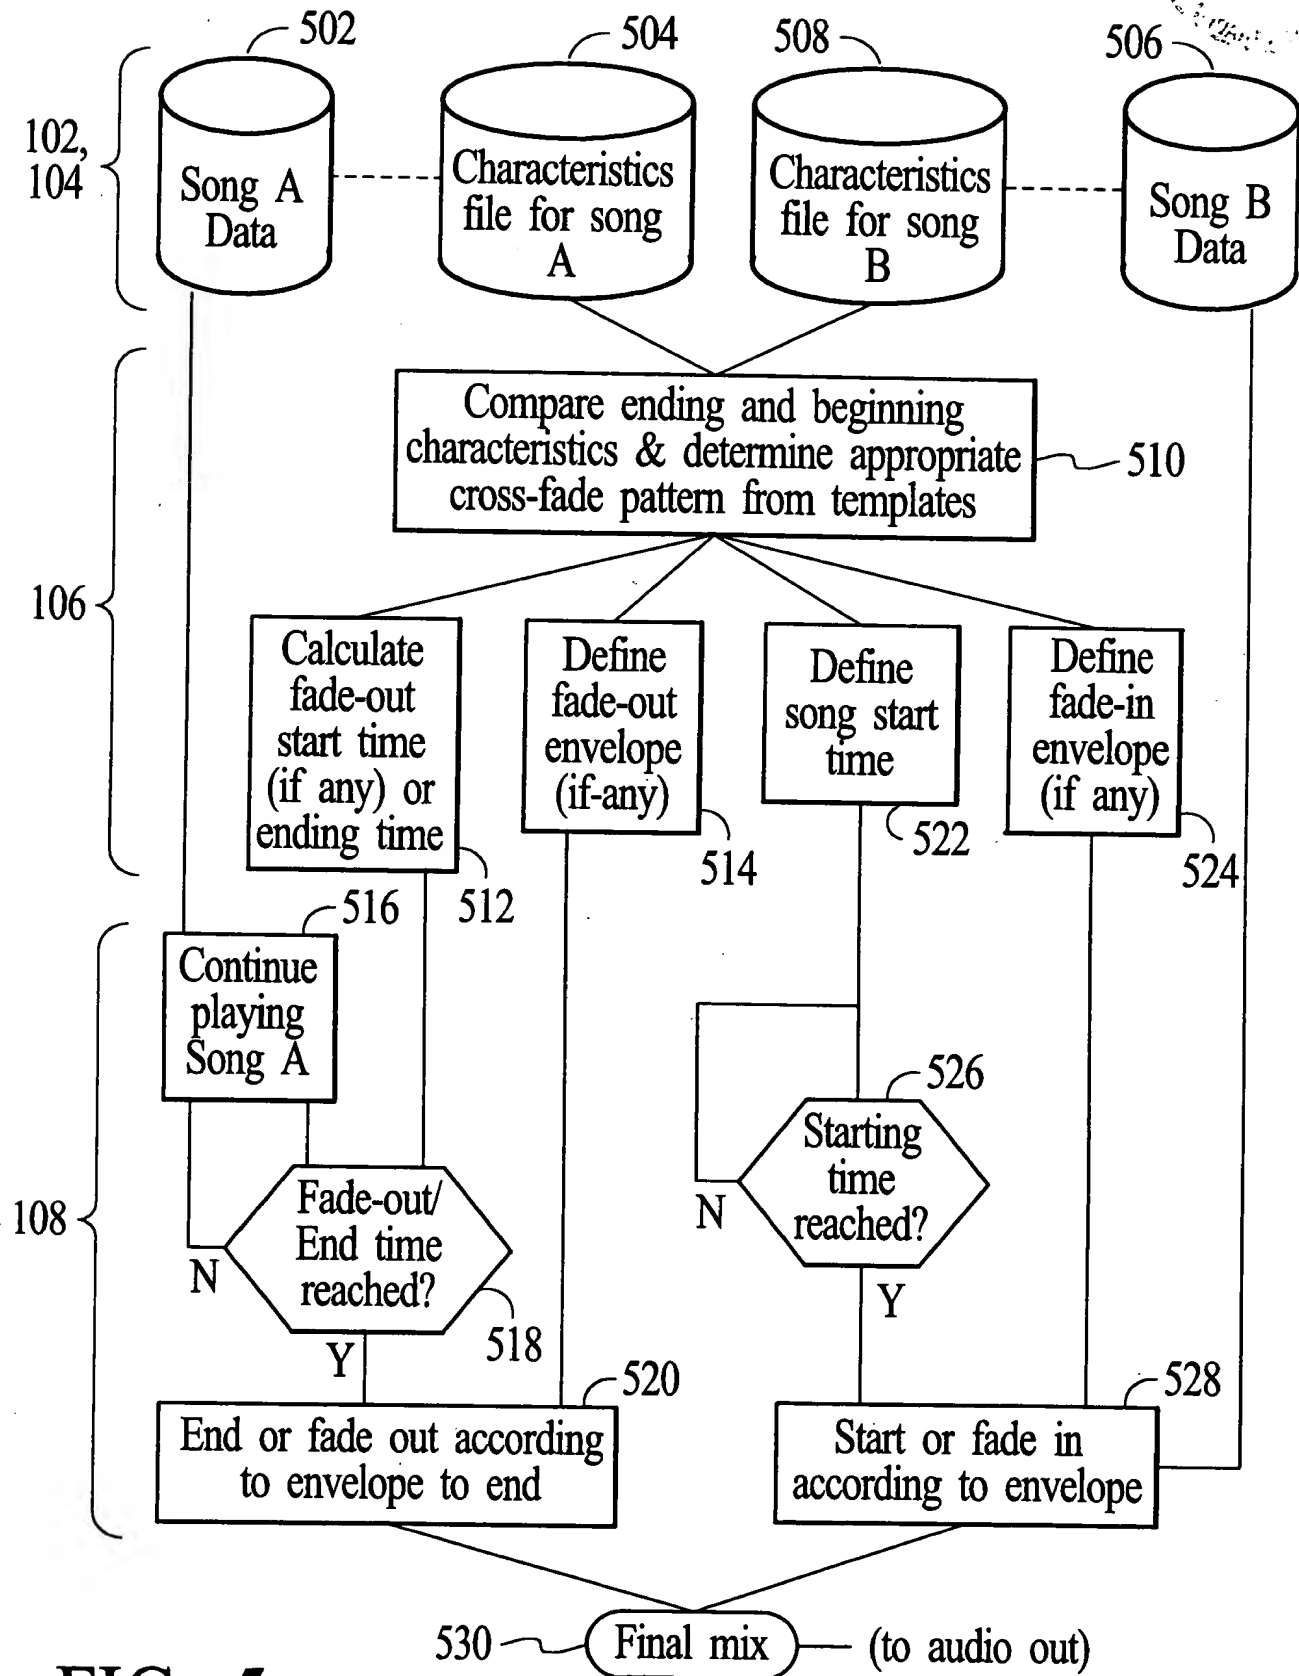 502
504
508
506
102,
104
Song A
Data
Characteristics
file for song
A
Characteristics
file for song
B
Song B
Data
Compare ending and beginning
characteristics & determine appropriate
cross-fade pattern from templates
510
106
Calculate
fade-out
start time
(if any) or
ending time
512
Define
fade-out
envelope
(if-any)
514
Define
song start
time
522
Define
fade-in
envelope
(if any)
524
516
Continue
playing
Song A
108
Fade-out/
End time
reached?
N
Y
518
526
Starting
time
reached?
N
Y
520
End or fade out according
to envelope to end
528
Start or fade in
according to envelope
530
Final mix
(to audio out)
FIG. 5